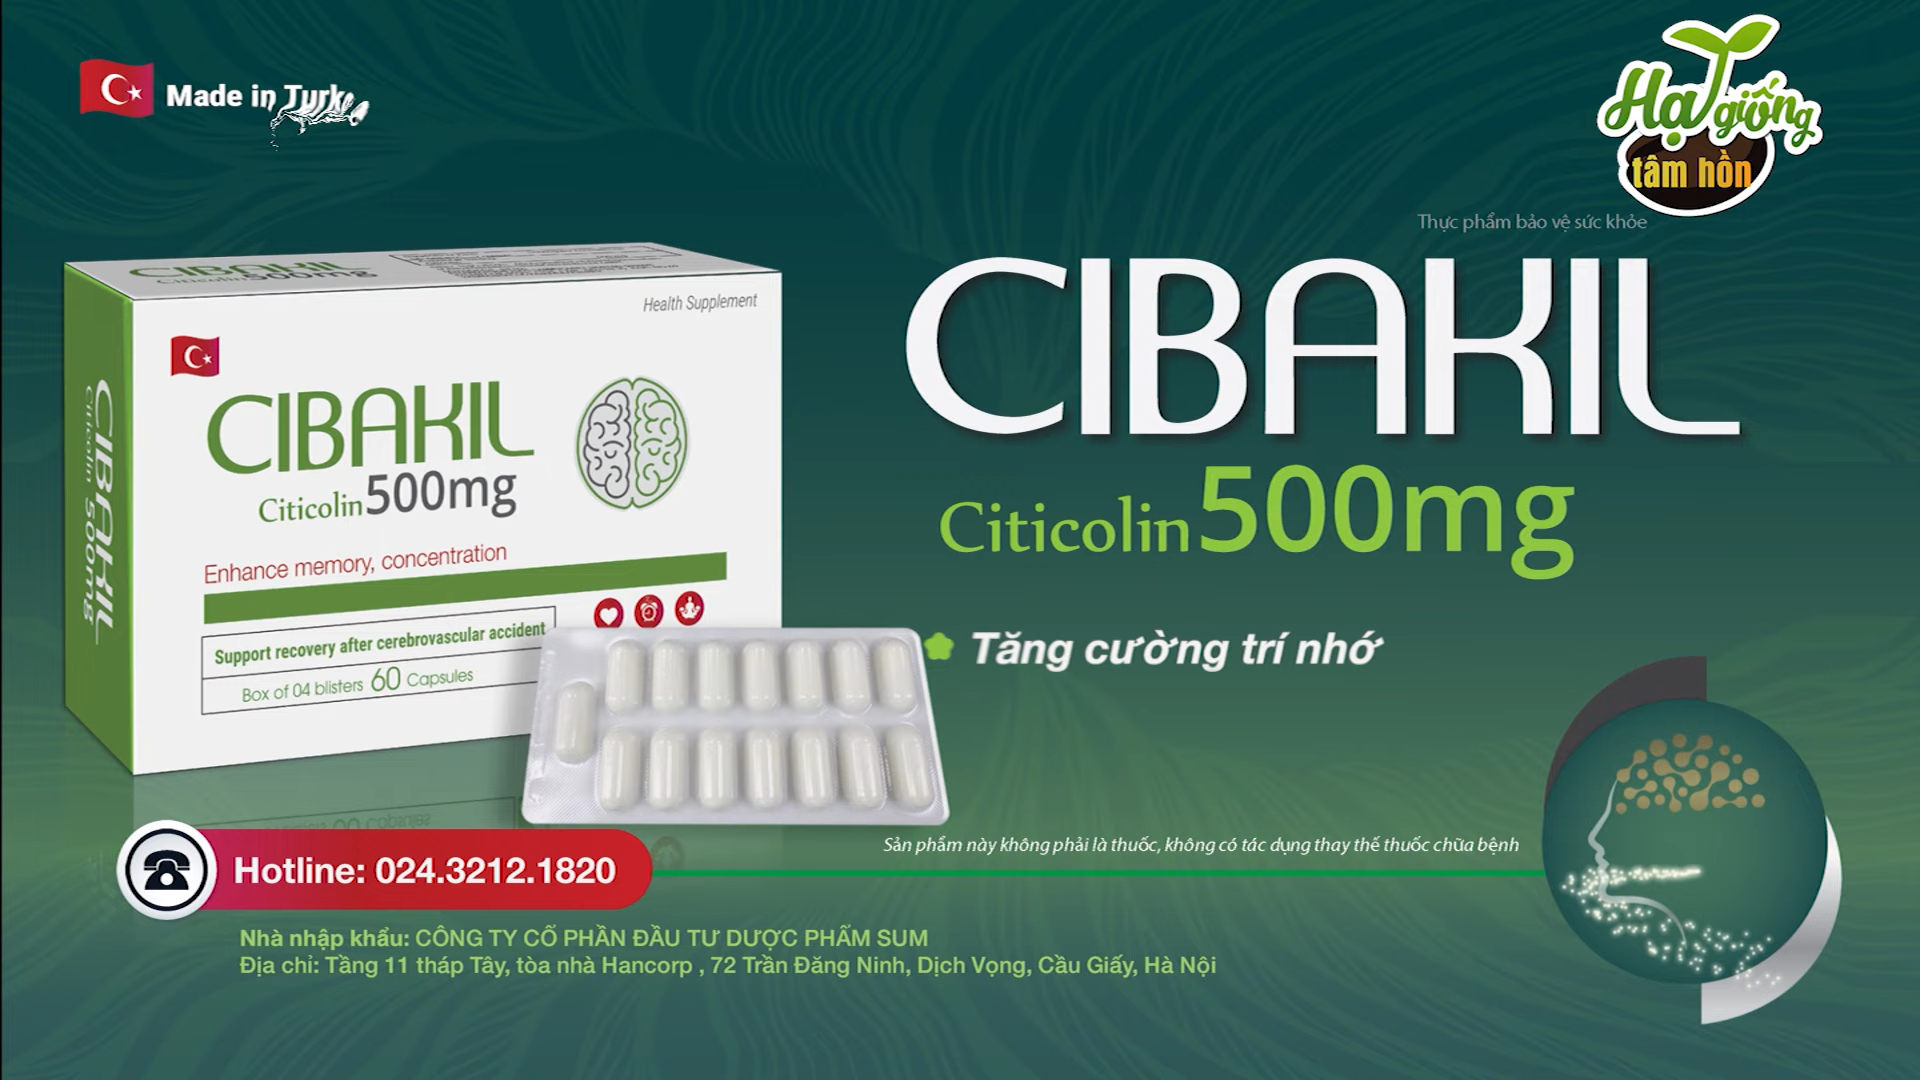 Made in Turk
Hạt giống
tâm hồn
Thực phẩm bảo vệ sức khỏe
CIBAKIL
Citicolin 500mg
Tăng cường trí nhớ
CIBAKIL
Citicolin 500mg
Health Supplement
CIBAKIL
Citicolin 500mg
Enhance memory, concentration
Support recovery after cerebrovascular accident
Box of 04 blisters 60 Capsules
CIBAKIL
Citicolin 500mg
Sản phẩm này không phải là thuốc, không có tác dụng thay thế thuốc chữa bệnh
Hotline: 024.3212.1820
Nhà nhập khẩu: CÔNG TY CỔ PHẦN ĐẦU TƯ DƯỢC PHẨM SUM
Địa chỉ: Tầng 11 tháp Tây, tòa nhà Hancorp , 72 Trần Đăng Ninh, Dịch Vọng, Cầu Giấy, Hà Nội